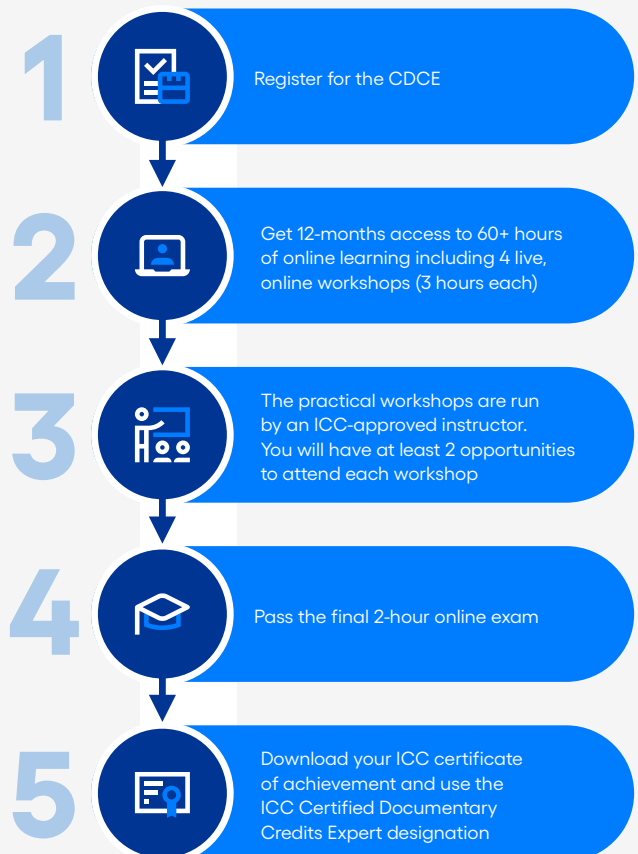 1
Register for the CDCE
2
Get 12-months access to 60+ hours
of online learning including 4 live,
online workshops (3 hours each)
3
The practical workshops are run
by an ICC-approved instructor.
You will have at least 2 opportunities
to attend each workshop
4
Pass the final 2-hour online exam
5
Download your ICC certificate
of achievement and use the
ICC Certified Documentary
Credits Expert designation